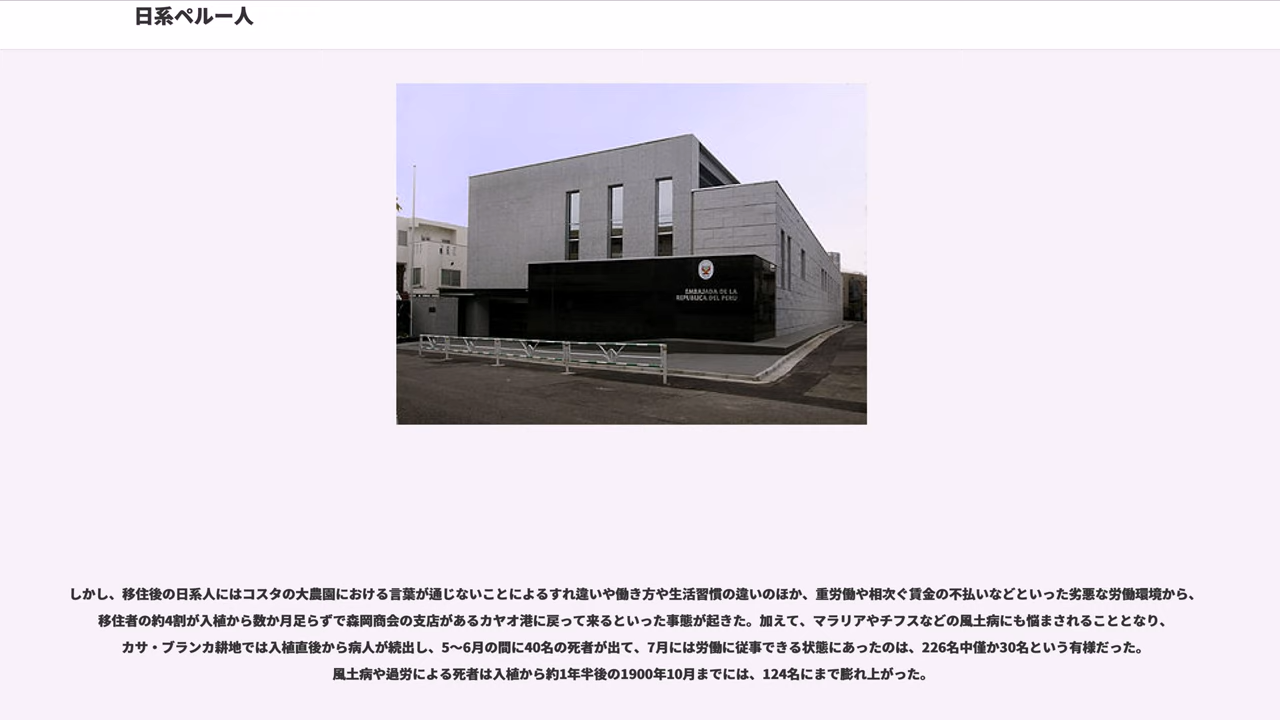 日系ペルー人
EMBAJADA DE LA
REPUBLICA DEL PERU
しかし、移住後の日系人にはコスタの大農園における言葉が通じないことによるすれ違いや働き方や生活習慣の違いのほか、重労働や相次ぐ賃金の不払いなどといった劣悪な労働環境から、
移住者の約4割が入植から数か月足らずで森岡商会の支店があるカヤオ港に戻って来るといった事態が起きた。加えて、マラリアやチフスなどの風土病にも悩まされることとなり、
カサ・ブランカ耕地では入植直後から病人が続出し、5〜6月の間に40名の死者が出て、7月には労働に従事できる状態にあったのは、226名中僅か30名という有様だった。
風土病や過労による死者は入植から約1年半後の1900年10月までには、124名にまで膨れ上がった。